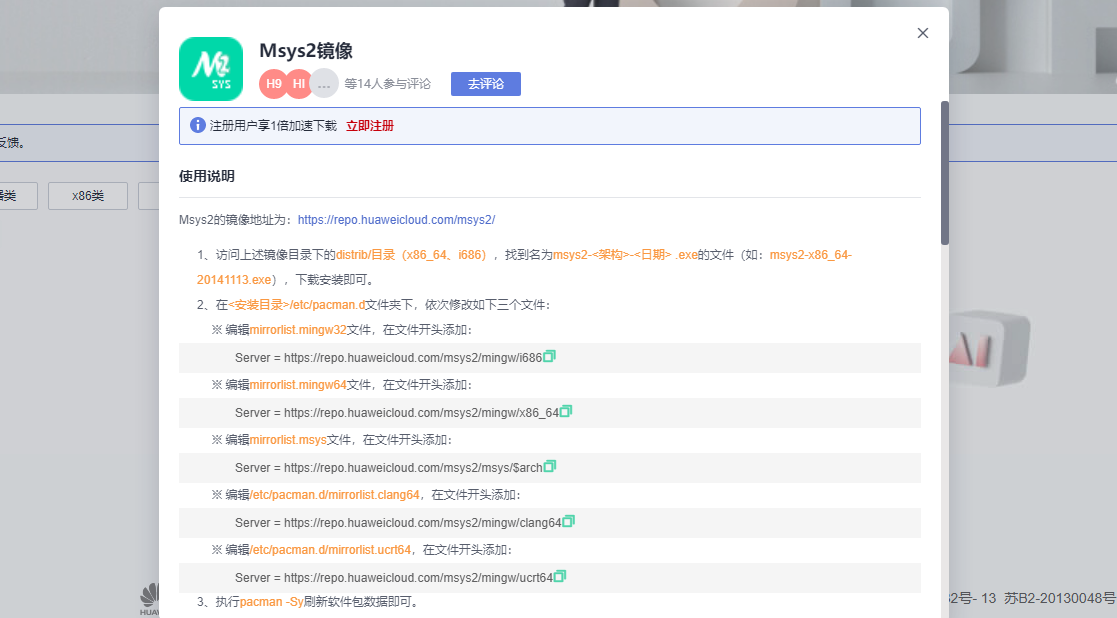 Msys2镜像
M2 SYS
H9 HI ... 等14人参与评论 去评论
注册用户享1倍加速下载 立即注册
反馈。
使用说明
x86类
Msys2的镜像地址为：https://repo.huaweicloud.com/msys2/
1、访问上述镜像目录下的distrib/目录（x86_64、i686），找到名为msys2-<架构>-<日期> .exe的文件（如：msys2-x86_64-
20141113.exe），下载安装即可。
2、在<安装目录>/etc/pacman.d文件夹下，依次修改如下三个文件：
※ 编辑mirrorlist.mingw32文件，在文件开头添加：
Server = https://repo.huaweicloud.com/msys2/mingw/i686
※ 编辑mirrorlist.mingw64文件，在文件开头添加：
Server = https://repo.huaweicloud.com/msys2/mingw/x86_64
※ 编辑mirrorlist.msys文件，在文件开头添加：
Server = https://repo.huaweicloud.com/msys2/msys/$arch
※ 编辑/etc/pacman.d/mirrorlist.clang64，在文件开头添加：
Server = https://repo.huaweicloud.com/msys2/mingw/clang64
※ 编辑/etc/pacman.d/mirrorlist.ucrt64，在文件开头添加：
Server = https://repo.huaweicloud.com/msys2/mingw/ucrt64
3、执行pacman -Sy刷新软件包数据即可。
AI
2号- 13 苏B2-20130048号